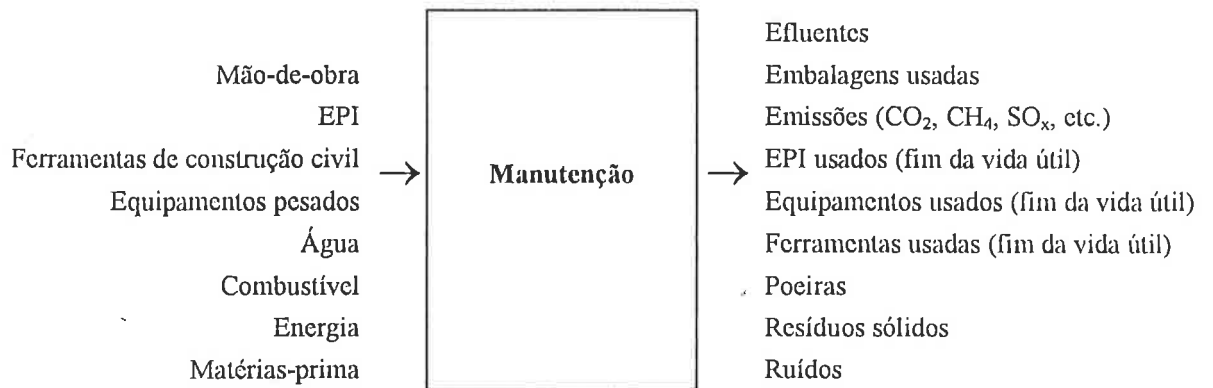 Mão-de-obra
EPI
Ferramentas de construção civil
Equipamentos pesados
Água
Combustível
Energia
Matérias-prima
→
Manutenção
→
Efluentes
Embalagens usadas
Emissões (CO₂, CH₄, SOₓ, etc.)
EPI usados (fim da vida útil)
Equipamentos usados (fim da vida útil)
Ferramentas usadas (fim da vida útil)
Poeiras
Resíduos sólidos
Ruídos